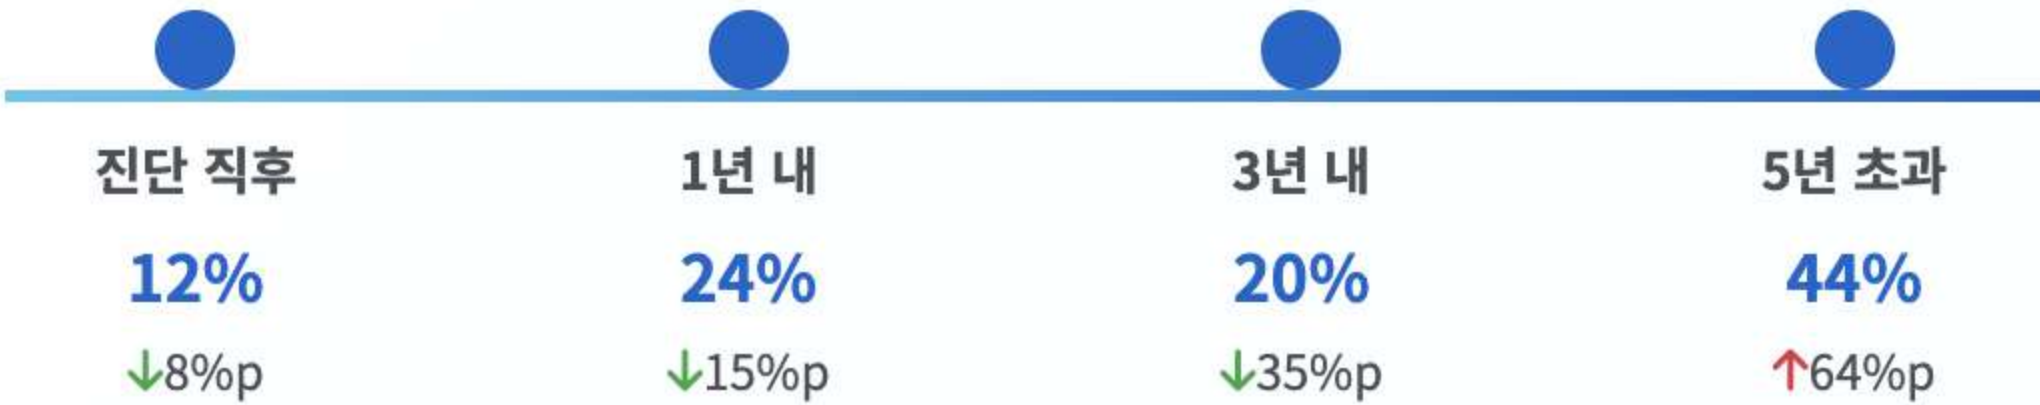 진단 직후 1년 내 3년 내 5년 초과
12% 24% 20% 44%
↓8%p ↓15%p ↓35%p ↑64%p